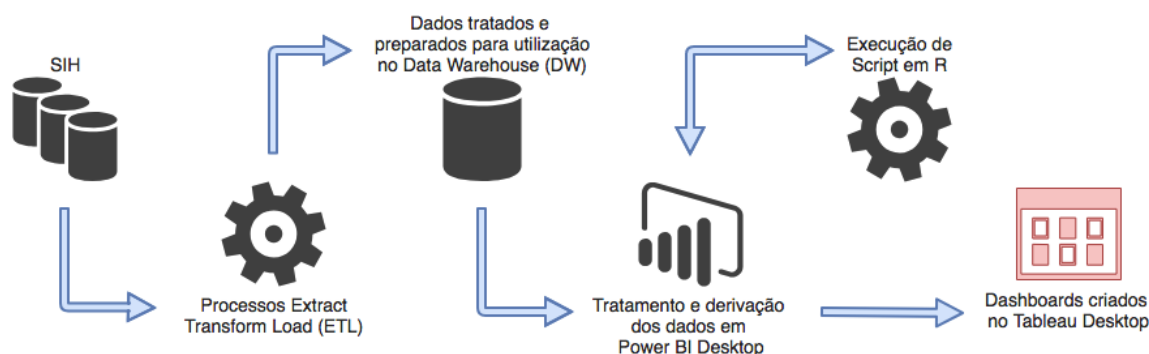 SIH
Processos Extract
Transform Load (ETL)
Dados tratados e
preparados para utilização
no Data Warehouse (DW)
Tratamento e derivação
dos dados em
Power BI Desktop
Execução de
Script em R
Dashboards criados
no Tableau Desktop